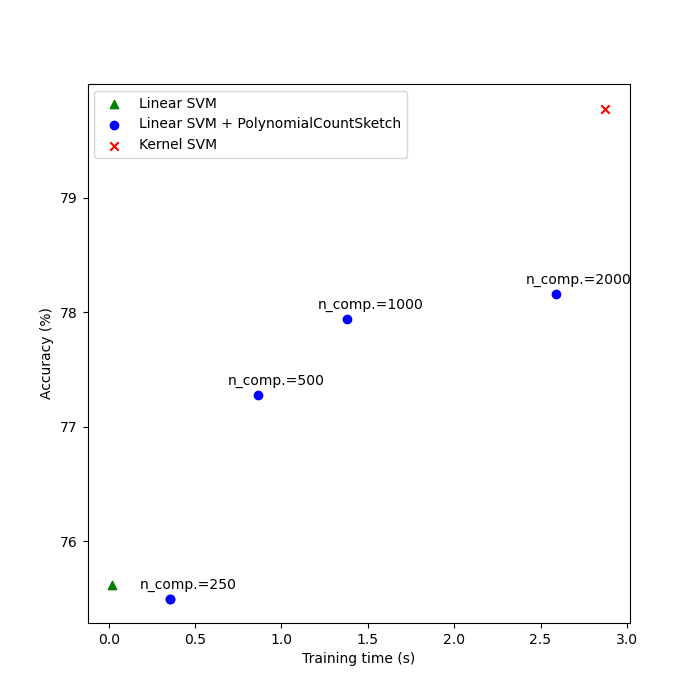 Linear SVM
Linear SVM + PolynomialCountSketch
Kernel SVM
79
n_comp.=2000
78
n_comp.=1000
n_comp.=500
77
76
n_comp.=250
Accuracy (%)
0.0 0.5 1.0 1.5 2.0 2.5 3.0
Training time (s)